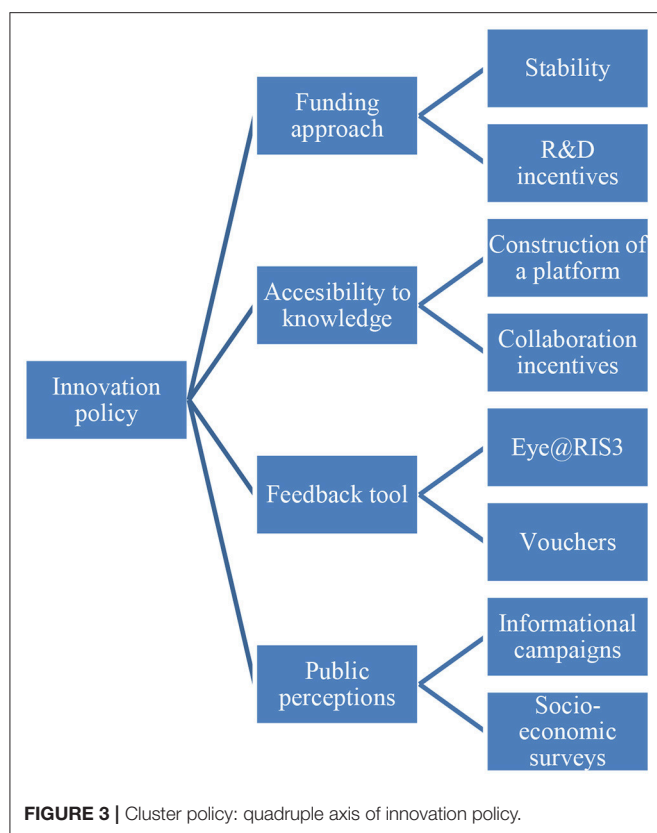 Innovation
policy
Funding
approach
Stability
R&D
incentives
Accesibility to
knowledge
Construction of
a platform
Collaboration
incentives
Feedback tool
Eye@RIS3
Vouchers
Public
perceptions
Informational
campaigns
Socio-
economic
surveys
FIGURE 3 | Cluster policy: quadruple axis of innovation policy.